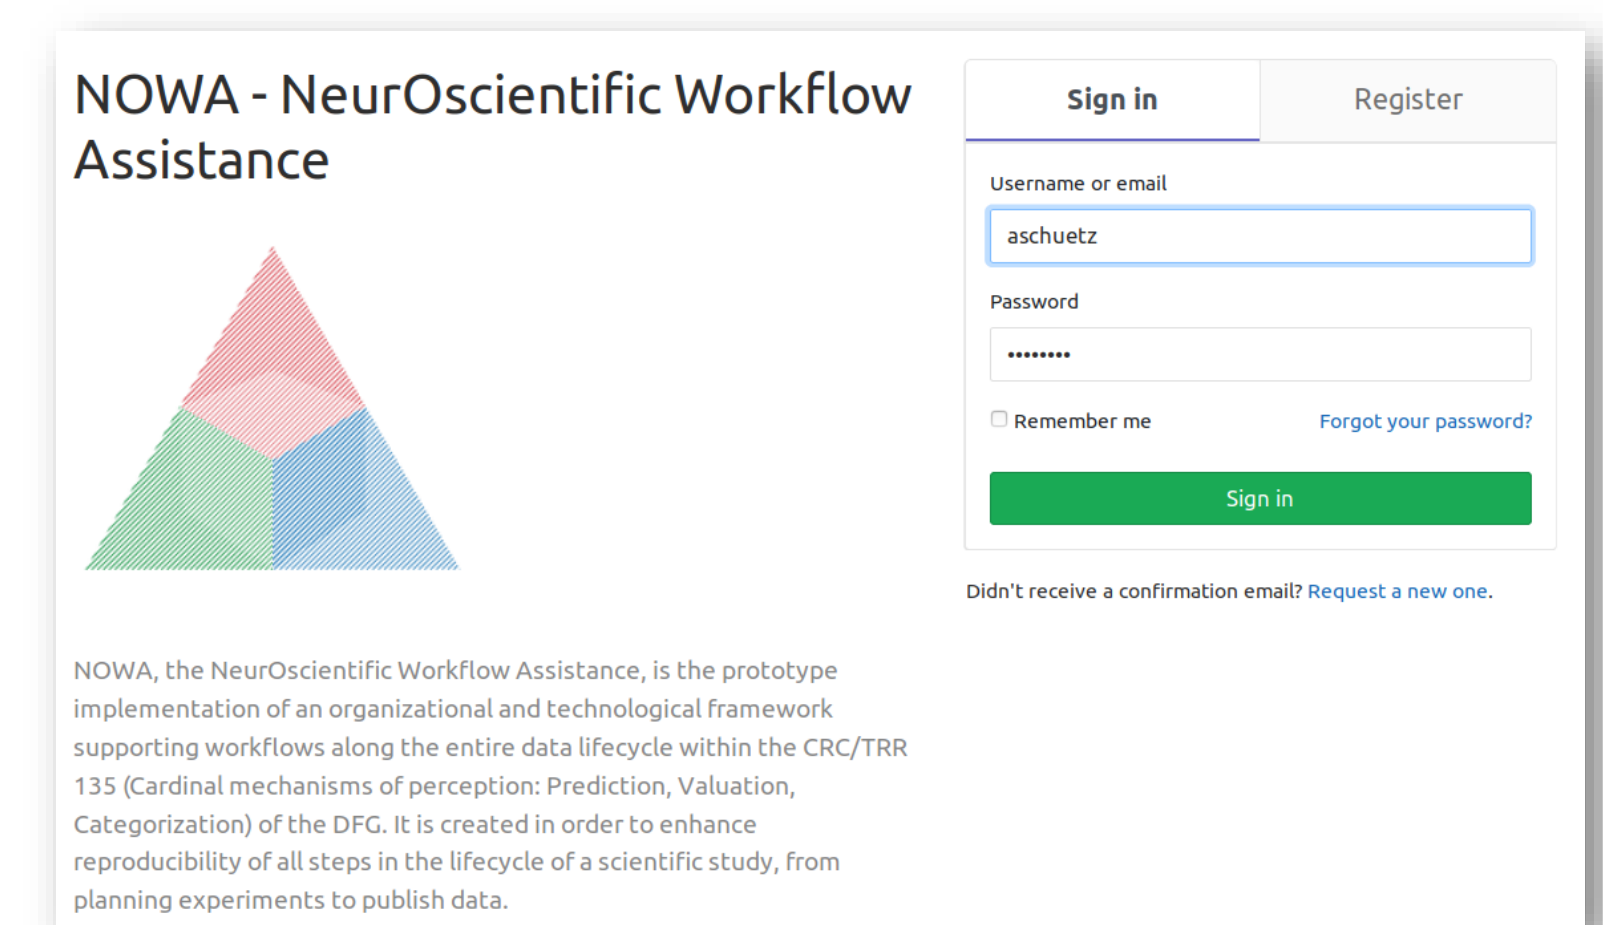 NOWA - NeurOscientific Workflow
Assistance
NOWA, the NeurOscientific Workflow Assistance, is the prototype
implementation of an organizational and technological framework
supporting workflows along the entire data lifecycle within the CRC/TRR
135 (Cardinal mechanisms of perception: Prediction, Valuation,
Categorization) of the DFG. It is created in order to enhance
reproducibility of all steps in the lifecycle of a scientific study, from
planning experiments to publish data.
Sign in Register
Username or email
aschuetz
Password
••••••••
Remember me Forgot your password?
Sign in
Didn't receive a confirmation email? Request a new one.